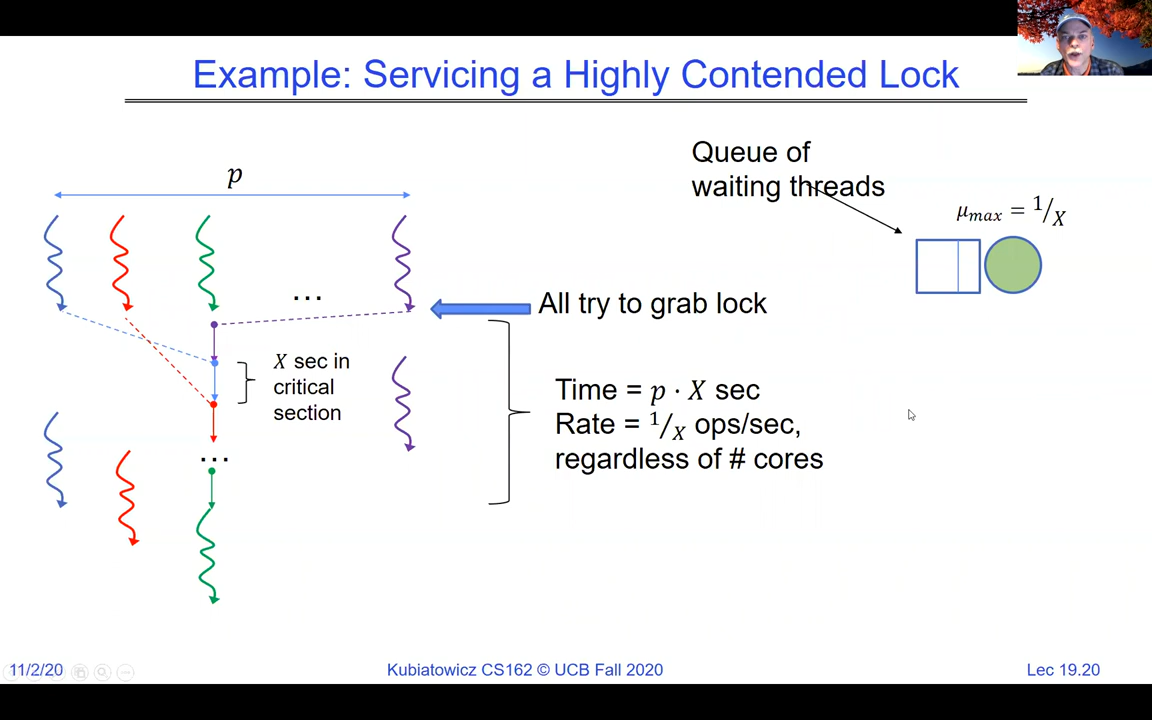 Example: Servicing a Highly Contended Lock
Queue of
waiting threads
p
μmax = 1/X
...
All try to grab lock
X sec in
critical
section
Time = p · X sec
Rate = 1/X ops/sec,
regardless of # cores
...
11/2/20
Kubiatowicz CS162 © UCB Fall 2020
Lec 19.20